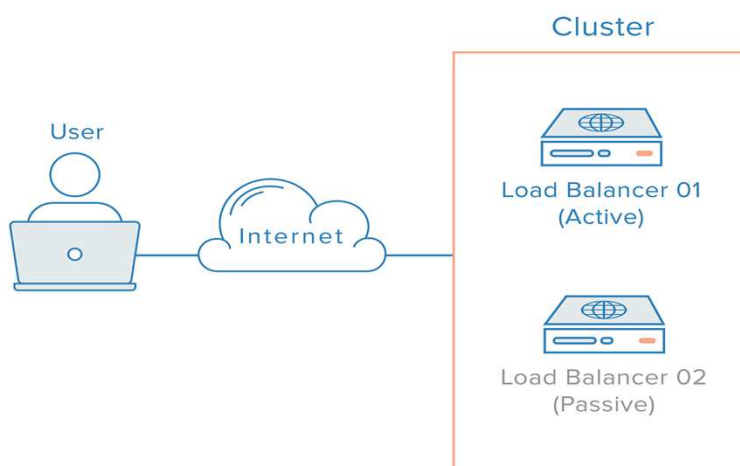 Cluster
User
Internet
Load Balancer 01
(Active)
Load Balancer 02
(Passive)